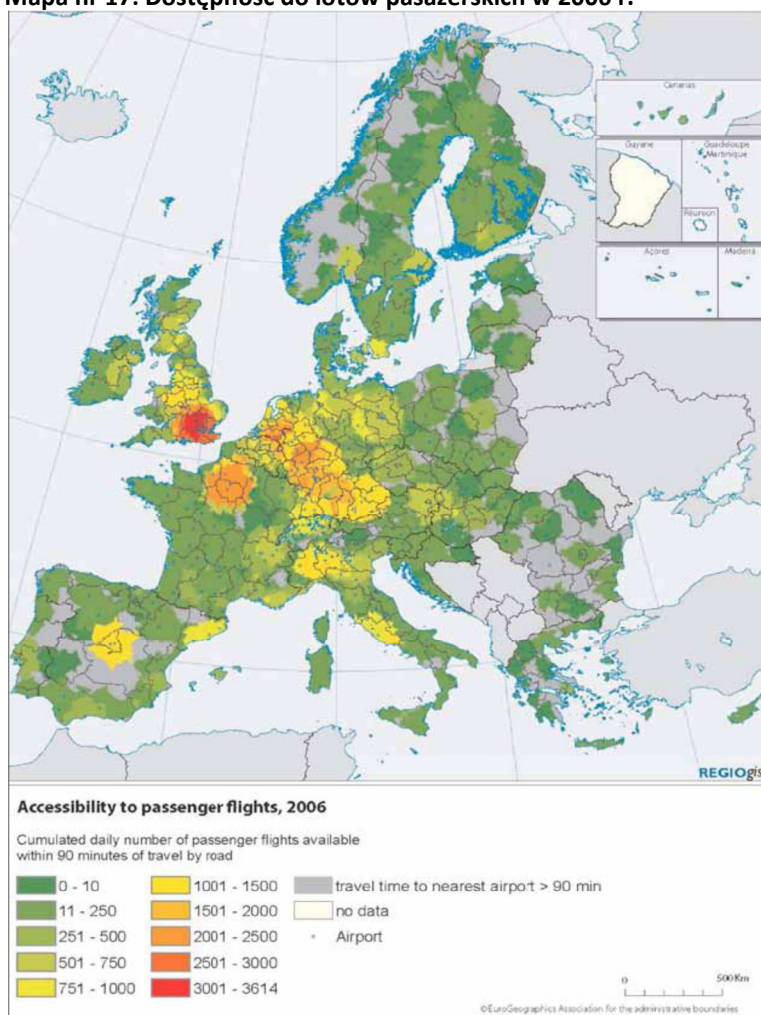 Mapa nr 17. Dostępność do lotów pasażerskich w 2006 r.
Canarias
Guyane
Guadeloupe
Martinique
Réunion
Açores
Madeira
REGIOgis
Accessibility to passenger flights, 2006
Cumulated daily number of passenger flights available
within 90 minutes of travel by road
0 - 10
11 - 250
251 - 500
501 - 750
751 - 1000
1001 - 1500
1501 - 2000
2001 - 2500
2501 - 3000
3001 - 3614
travel time to nearest airport > 90 min
no data
Airport
0 500 Km
©EuroGeographics Association for the administrative boundaries